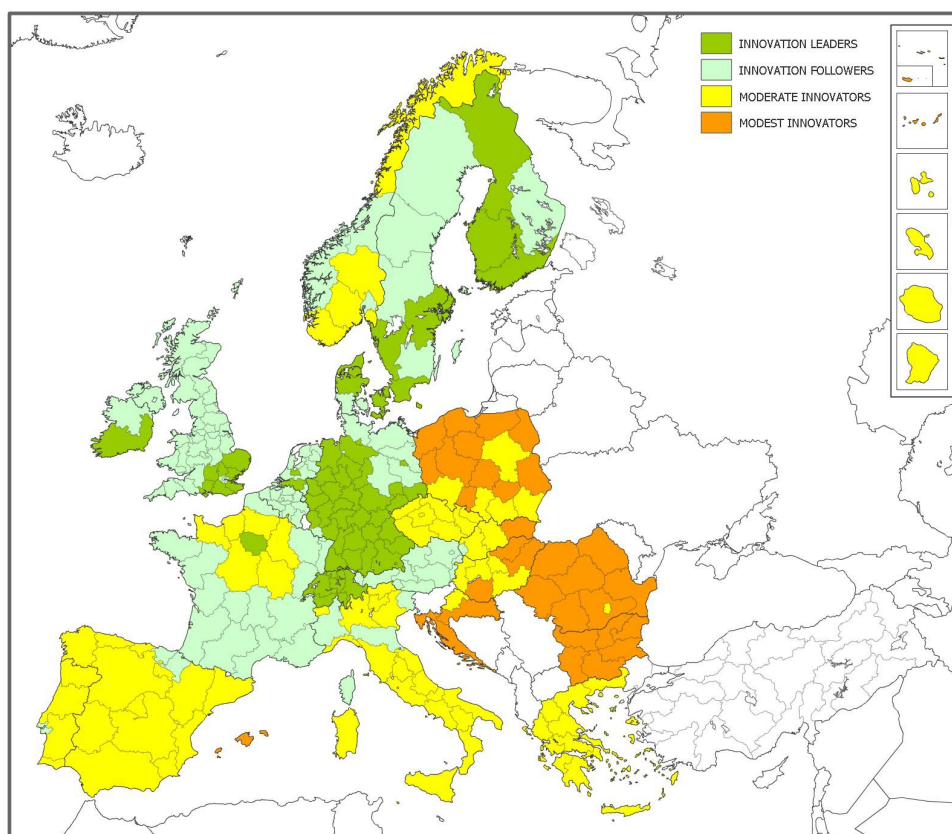 INNOVATION LEADERS
INNOVATION FOLLOWERS
MODERATE INNOVATORS
MODEST INNOVATORS